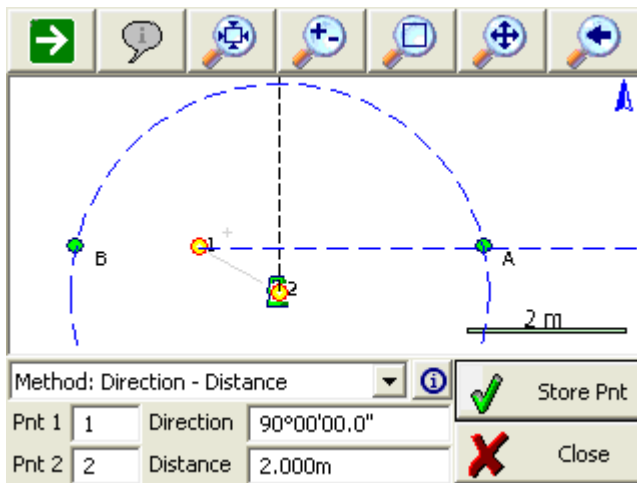 1
B
A
2
2 m
Method: Direction - Distance
Store Pnt
Pnt 1 1 Direction 90°00'00.0"
Pnt 2 2 Distance 2.000m
Close